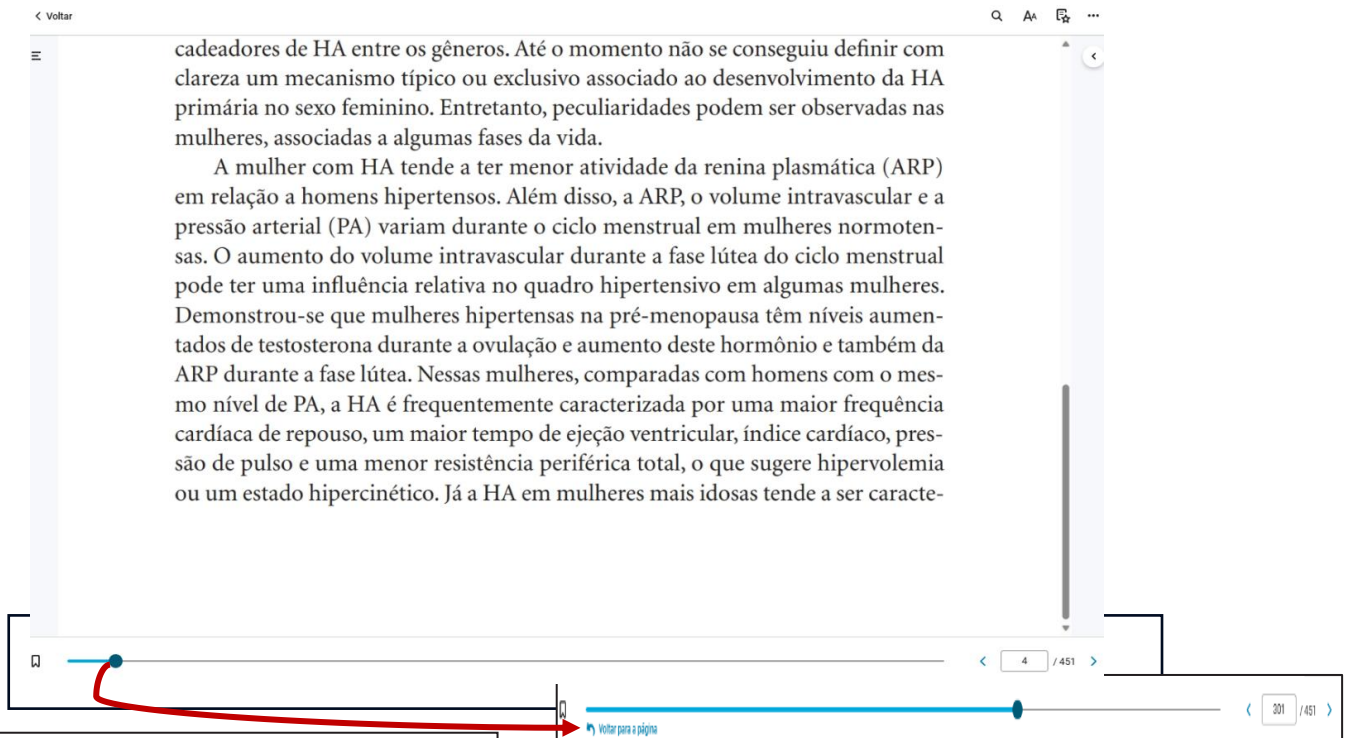 Voltar
AA
cadeadores de HA entre os gêneros. Até o momento não se conseguiu definir com
clareza um mecanismo típico ou exclusivo associado ao desenvolvimento da HA
primária no sexo feminino. Entretanto, peculiaridades podem ser observadas nas
mulheres, associadas a algumas fases da vida.
A mulher com HA tende a ter menor atividade da renina plasmática (ARP)
em relação a homens hipertensos. Além disso, a ARP, o volume intravascular e a
pressão arterial (PA) variam durante o ciclo menstrual em mulheres normoten-
sas. O aumento do volume intravascular durante a fase lútea do ciclo menstrual
pode ter uma influência relativa no quadro hipertensivo em algumas mulheres.
Demonstrou-se que mulheres hipertensas na pré-menopausa têm níveis aumen-
tados de testosterona durante a ovulação e aumento deste hormônio e também da
ARP durante a fase lútea. Nessas mulheres, comparadas com homens com o mes-
mo nível de PA, a HA é frequentemente caracterizada por uma maior frequência
cardíaca de repouso, um maior tempo de ejeção ventricular, índice cardíaco, pres-
são de pulso e uma menor resistência periférica total, o que sugere hipervolemia
ou um estado hipercinético. Já a HA em mulheres mais idosas tende a ser caracte-
4 / 451
301 / 451
Voltar para a página